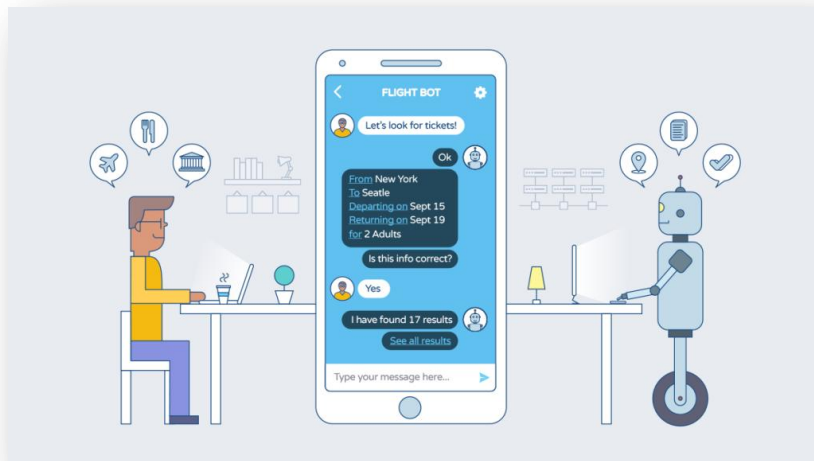 FLIGHT BOT
Let's look for tickets!
Ok
From New York
To Seatle
Departing on Sept 15
Returning on Sept 19
for 2 Adults
Is this info correct?
Yes
I have found 17 results
See all results
Type your message here...